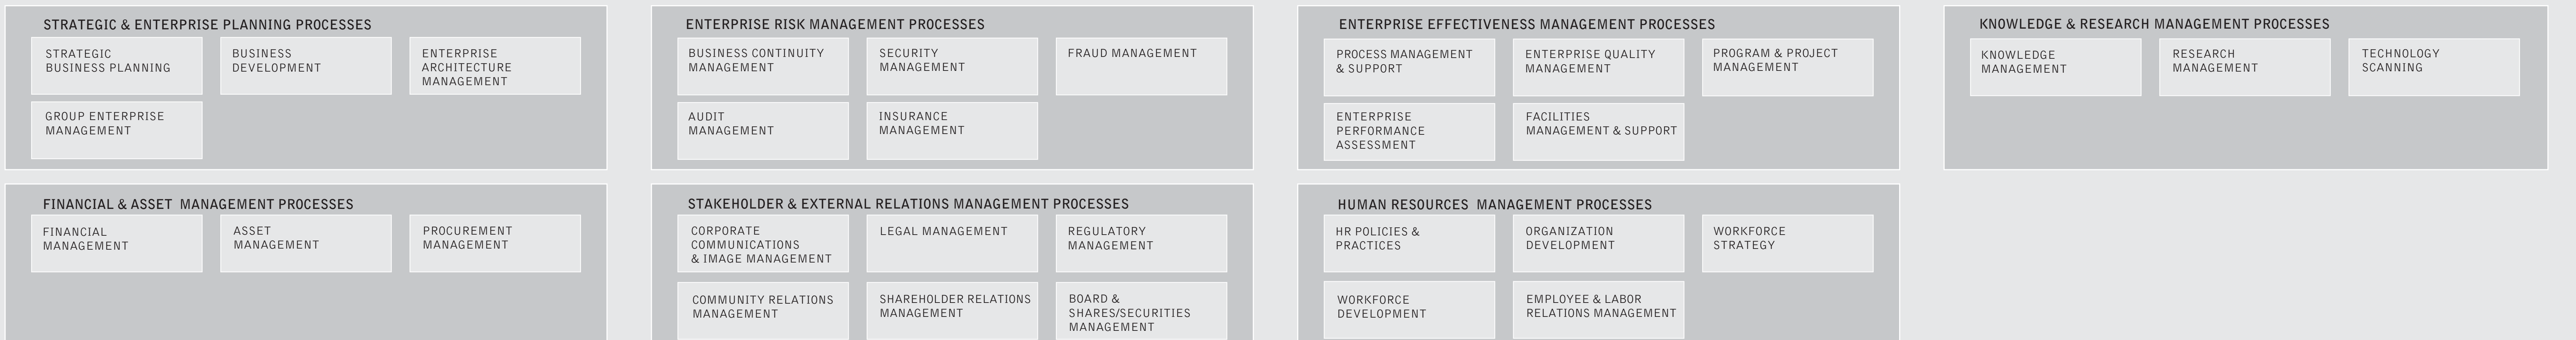 STRATEGIC & ENTERPRISE PLANNING PROCESSES
STRATEGIC
BUSINESS PLANNING
BUSINESS
DEVELOPMENT
ENTERPRISE
ARCHITECTURE
MANAGEMENT
GROUP ENTERPRISE
MANAGEMENT
ENTERPRISE RISK MANAGEMENT PROCESSES
BUSINESS CONTINUITY
MANAGEMENT
SECURITY
MANAGEMENT
FRAUD MANAGEMENT
AUDIT
MANAGEMENT
INSURANCE
MANAGEMENT
ENTERPRISE EFFECTIVENESS MANAGEMENT PROCESSES
PROCESS MANAGEMENT
& SUPPORT
ENTERPRISE QUALITY
MANAGEMENT
PROGRAM & PROJECT
MANAGEMENT
ENTERPRISE
PERFORMANCE
ASSESSMENT
FACILITIES
MANAGEMENT & SUPPORT
KNOWLEDGE & RESEARCH MANAGEMENT PROCESSES
KNOWLEDGE
MANAGEMENT
RESEARCH
MANAGEMENT
TECHNOLOGY
SCANNING
FINANCIAL & ASSET MANAGEMENT PROCESSES
FINANCIAL
MANAGEMENT
ASSET
MANAGEMENT
PROCUREMENT
MANAGEMENT
STAKEHOLDER & EXTERNAL RELATIONS MANAGEMENT PROCESSES
CORPORATE
COMMUNICATIONS
& IMAGE MANAGEMENT
LEGAL MANAGEMENT
REGULATORY
MANAGEMENT
COMMUNITY RELATIONS
MANAGEMENT
SHAREHOLDER RELATIONS
MANAGEMENT
BOARD &
SHARES/SECURITIES
MANAGEMENT
HUMAN RESOURCES MANAGEMENT PROCESSES
HR POLICIES &
PRACTICES
ORGANIZATION
DEVELOPMENT
WORKFORCE
STRATEGY
WORKFORCE
DEVELOPMENT
EMPLOYEE & LABOR
RELATIONS MANAGEMENT